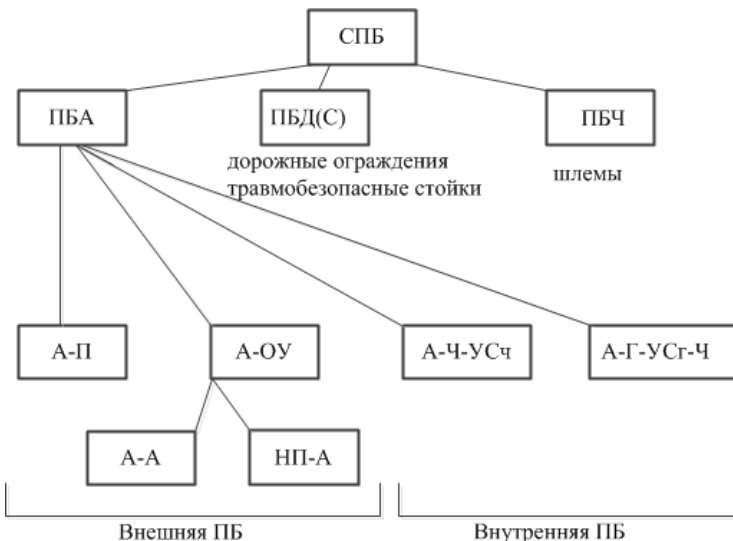 СПБ
ПБА
ПБД(С)
ПБЧ
дорожные ограждения
травмобезопасные стойки
шлемы
А-П
А-ОУ
А-Ч-УСч
А-Г-УСг-Ч
А-А
НП-А
Внешняя ПБ
Внутренняя ПБ